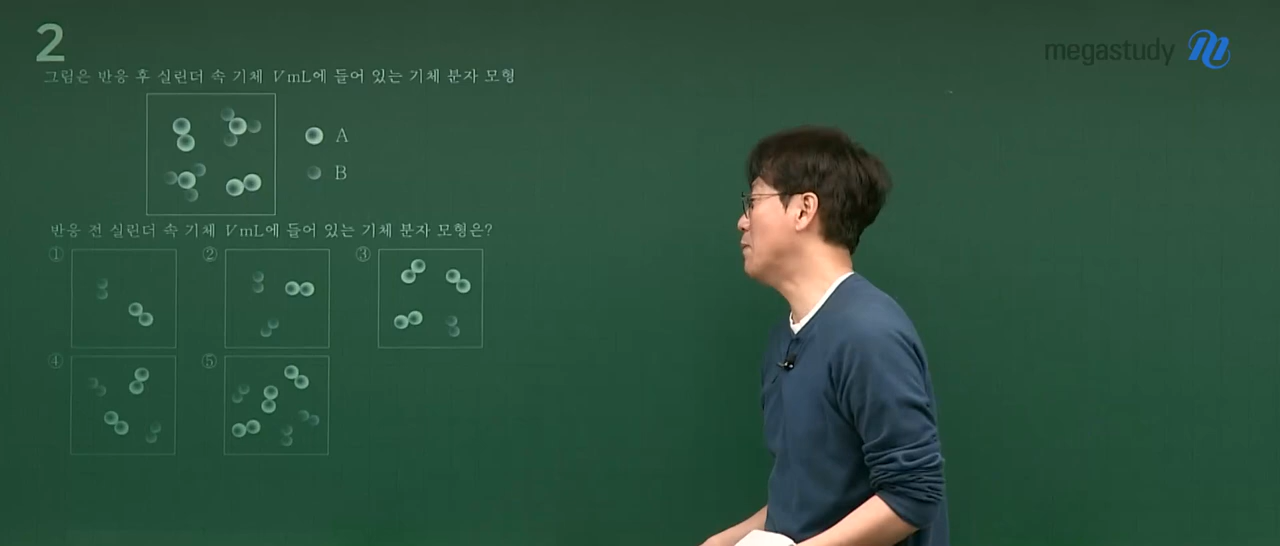 2
megastudy
그림은 반응 후 실린더 속 기체 V mL에 들어 있는 기체 분자 모형
A
B
반응 전 실린더 속 기체 V mL에 들어 있는 기체 분자 모형은?
① ② ③
④ ⑤